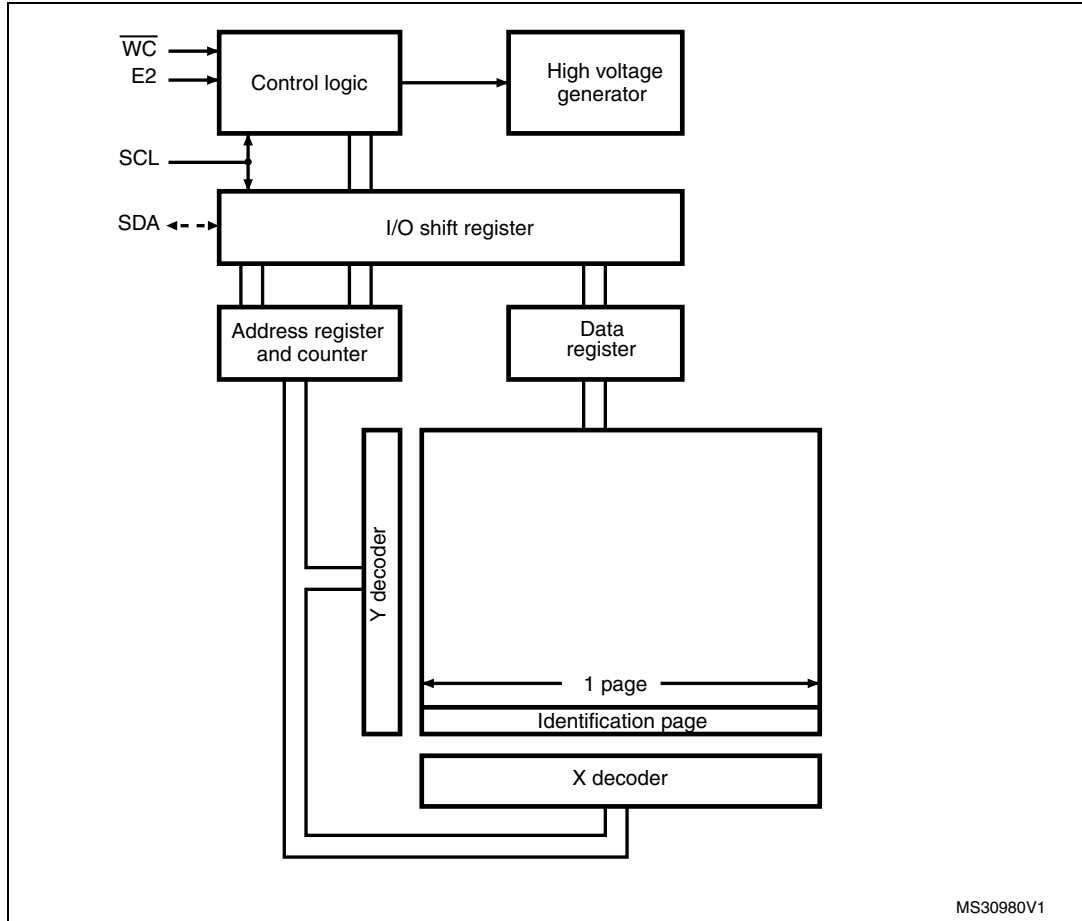 W̅C̅
E2
Control logic
High voltage
generator
SCL
SDA
I/O shift register
Address register
and counter
Data
register
Y decoder
1 page
Identification page
X decoder
MS30980V1